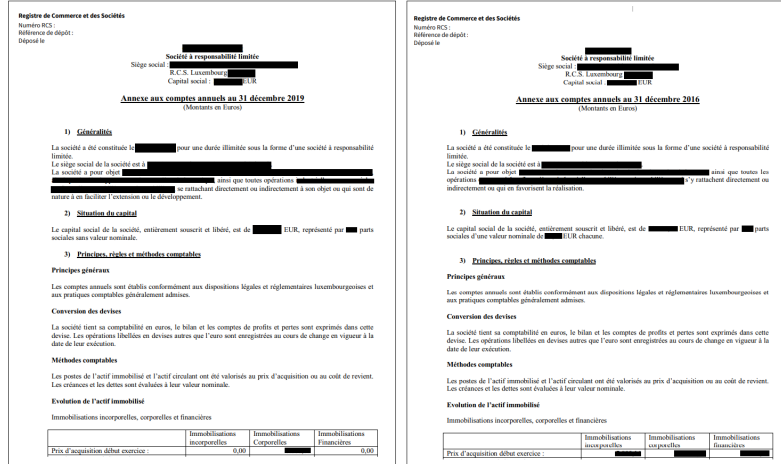 Registre de Commerce et des Sociétés
Numéro RCS :
Référence de dépôt :
Déposé le
Société à responsabilité limitée
Siège social :
R.C.S. Luxembourg
Capital social : EUR
Annexe aux comptes annuels au 31 décembre 2019
(Montants en Euros)
1) Généralités
La société a été constituée le pour une durée illimitée sous la forme d'une société à responsabilité
limitée.
Le siège social de la société est à
La société a pour objet
, ainsi que toutes opérations
se rattachant directement ou indirectement à son objet ou qui sont de
nature à en faciliter l'extension ou le développement.
2) Situation du capital
Le capital social de la société, entièrement souscrit et libéré, est de EUR, représenté par parts
sociales sans valeur nominale.
3) Principes, règles et méthodes comptables
Principes généraux
Les comptes annuels sont établis conformément aux dispositions légales et réglementaires luxembourgeoises et
aux pratiques comptables généralement admises.
Conversion des devises
La société tient sa comptabilité en euros, le bilan et les comptes de profits et pertes sont exprimés dans cette
devise. Les opérations libellées en devises autres que l'euro sont enregistrées au cours de change en vigueur à la
date de leur exécution.
Méthodes comptables
Les postes de l'actif immobilisé et l'actif circulant ont été valorisés au prix d'acquisition ou au coût de revient.
Les créances et les dettes sont évaluées à leur valeur nominale.
Evolution de l'actif immobilisé
Immobilisations incorporelles, corporelles et financières
Immobilisations Immobilisations Immobilisations
incorporelles Corporelles Financières
Prix d'acquisition début exercice : 0,00 0,00
Registre de Commerce et des Sociétés
Numéro RCS :
Référence de dépôt :
Déposé le
Société à responsabilité limitée
Siège social :
R.C.S. Luxembourg
Capital social : EUR
Annexe aux comptes annuels au 31 décembre 2016
(Montants en Euros)
1) Généralités
La société a été constituée le pour une durée illimitée sous la forme d'une société à responsabilité
limitée.
Le siège social de la société est à
La société a pour objet ainsi que toutes les
opérations s'y rattachent directement ou
indirectement ou qui en favorisent la réalisation.
2) Situation du capital
Le capital social de la société, entièrement souscrit et libéré, est de EUR, représenté par parts
sociales d'une valeur nominale de EUR chacune.
3) Principes, règles et méthodes comptables
Principes généraux
Les comptes annuels sont établis conformément aux dispositions légales et réglementaires luxembourgeoises et
aux pratiques comptables généralement admises.
Conversion des devises
La société tient sa comptabilité en euros, le bilan et les comptes de profits et pertes sont exprimés dans cette
devise. Les opérations libellées en devises autres que l'euro sont enregistrées au cours de change en vigueur à la
date de leur exécution.
Méthodes comptables
Les postes de l'actif immobilisé et l'actif circulant ont été valorisés au prix d'acquisition ou au coût de revient.
Les créances et les dettes sont évaluées à leur valeur nominale.
Evolution de l'actif immobilisé
Immobilisations incorporelles, corporelles et financières
Immobilisations Immobilisations Immobilisations
incorporelles corporelles financières
Prix d'acquisition début exercice :